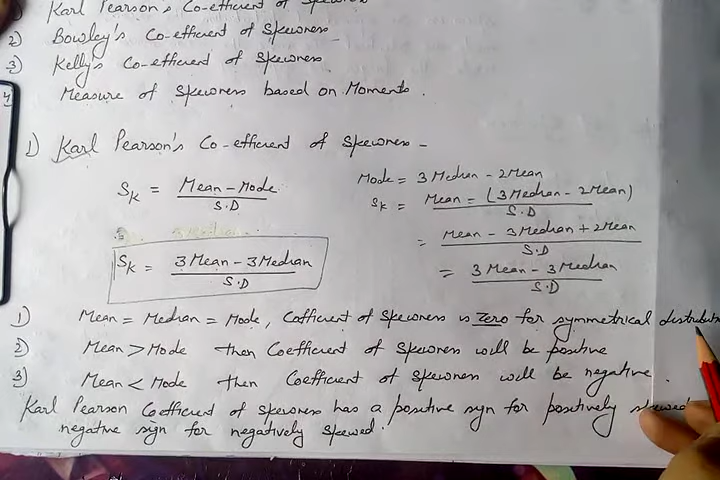 Karl Pearson's Co-efficient of Skewness
2) Bowley's Co-efficient of Skewness
3) Kelly's Co-efficient of Skewness
4 Measure of Skewness based on Moments.
1) Karl Pearson's Co-efficient of Skewness -
Sk = Mean - Mode / S.D
Mode = 3 Median - 2 Mean
Sk = Mean - (3 Median - 2 Mean) / S.D
= Mean - 3 Median + 2 Mean / S.D
Sk = 3 Mean - 3 Median / S.D
= 3 Mean - 3 Median / S.D
1) Mean = Median = Mode, Cofficient of Skewness is Zero for symmetrical distribution
2) Mean > Mode then Coefficient of Skewness will be positive
3) Mean < Mode then Coefficient of Skewness will be negative.
Karl Pearson Coefficient of skewness has a positive sign for positively skewed
negative sign for negatively skewed.